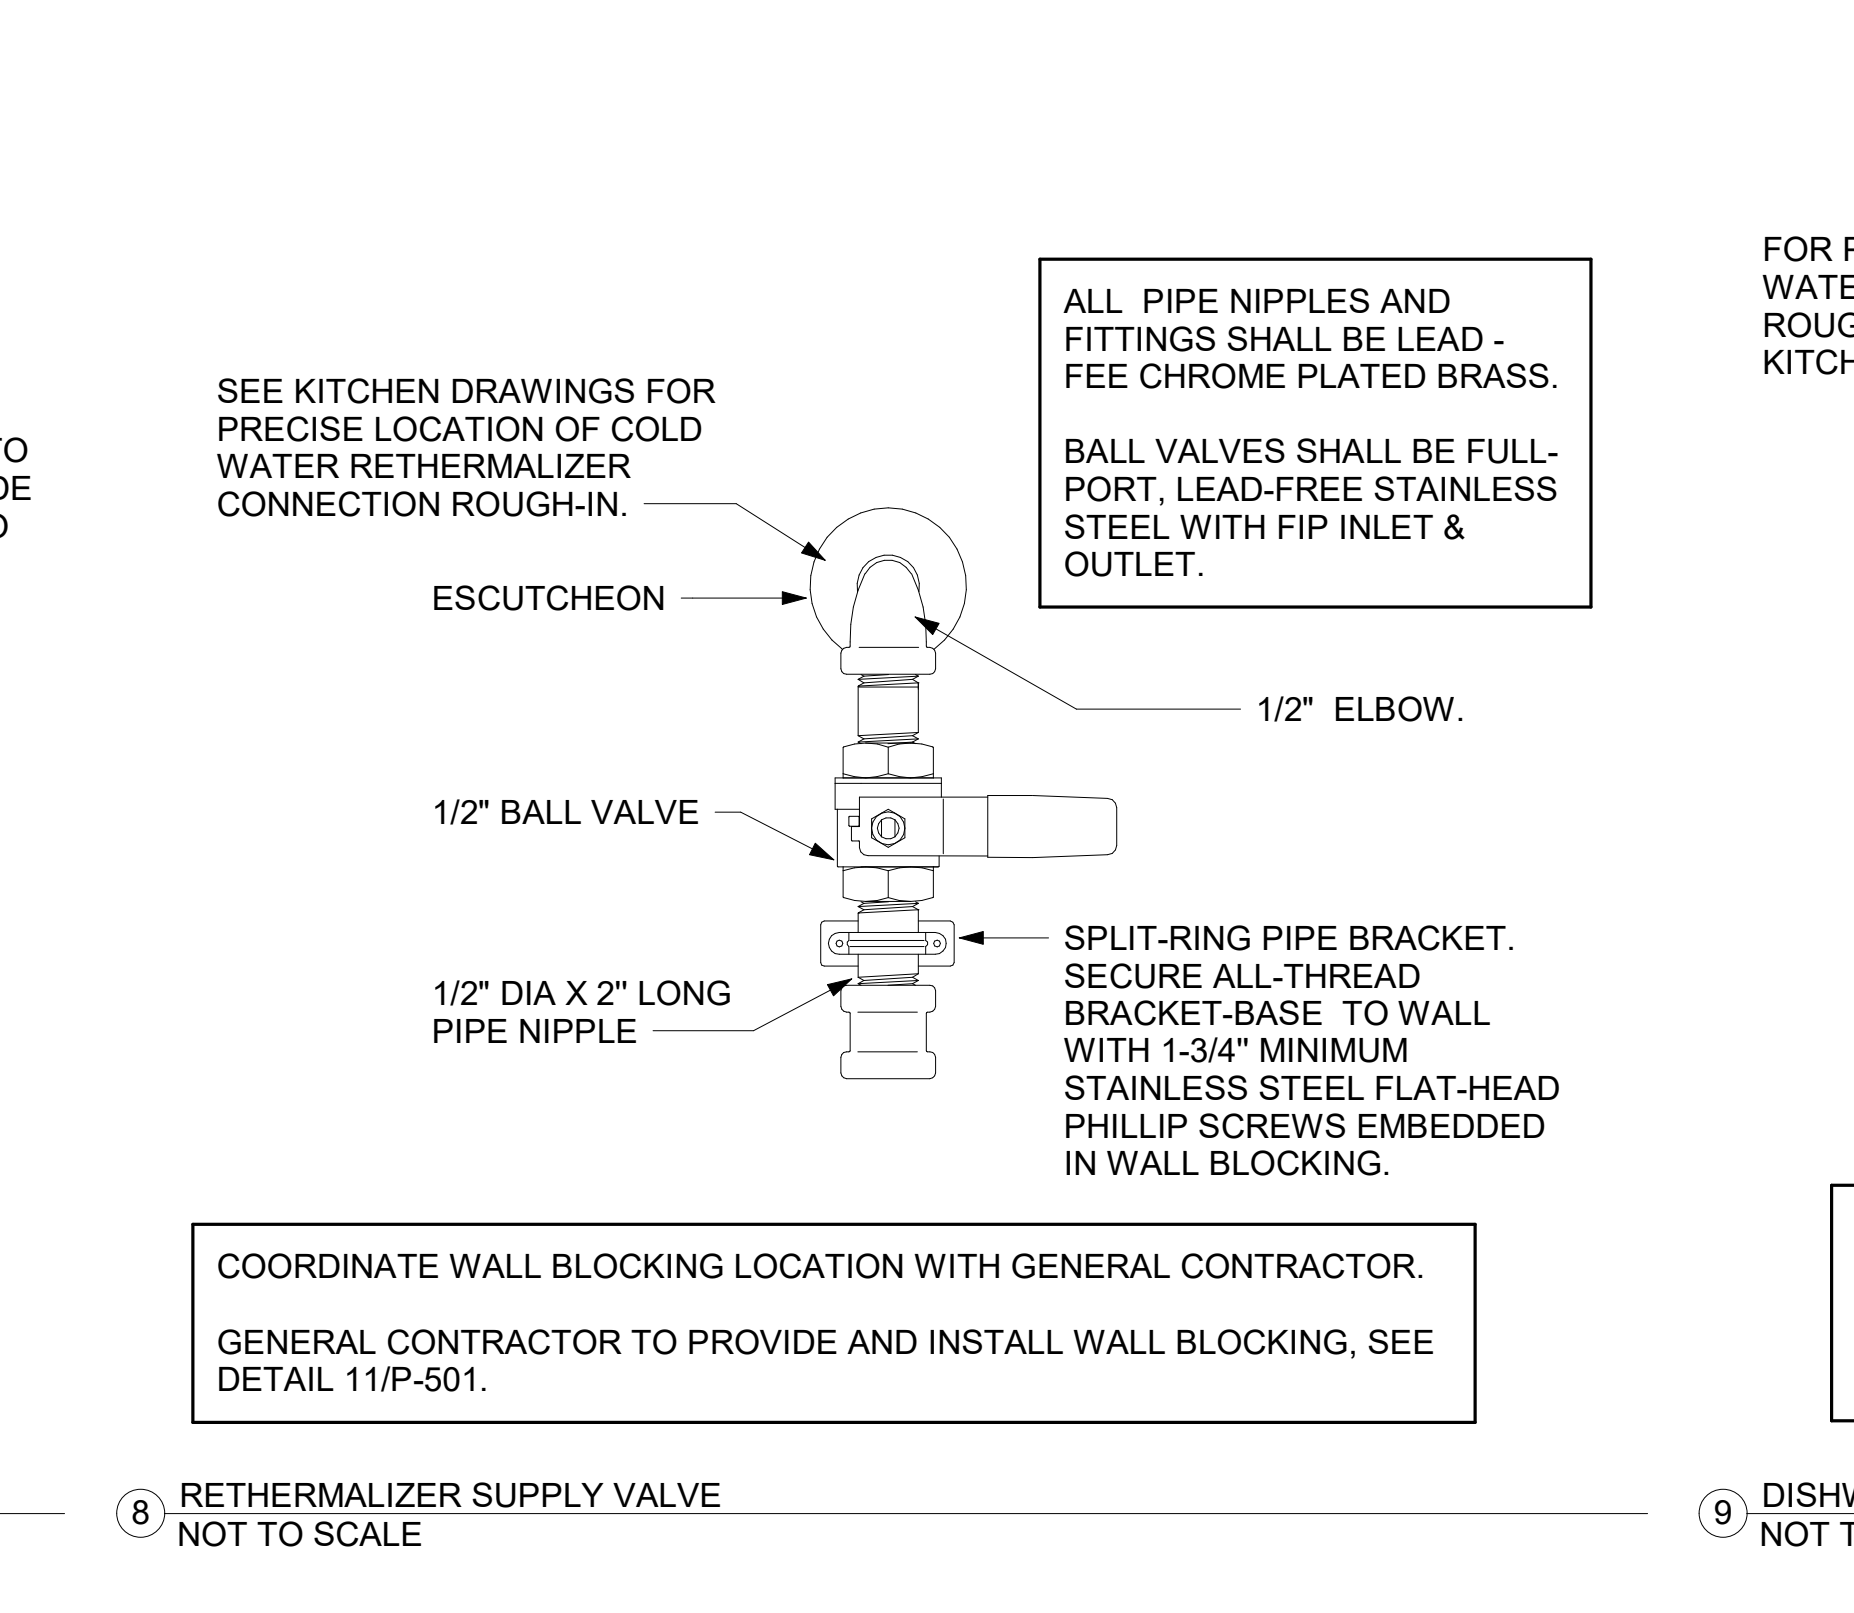 TO
DE
SEE KITCHEN DRAWINGS FOR
PRECISE LOCATION OF COLD
WATER RETHERMALIZER
CONNECTION ROUGH-IN.
ESCUTCHEON
1/2" BALL VALVE
1/2" DIA X 2" LONG
PIPE NIPPLE
ALL PIPE NIPPLES AND
FITTINGS SHALL BE LEAD -
FEE CHROME PLATED BRASS.
BALL VALVES SHALL BE FULL-
PORT, LEAD-FREE STAINLESS
STEEL WITH FIP INLET &
OUTLET.
1/2" ELBOW.
SPLIT-RING PIPE BRACKET.
SECURE ALL-THREAD
BRACKET-BASE TO WALL
WITH 1-3/4" MINIMUM
STAINLESS STEEL FLAT-HEAD
PHILLIP SCREWS EMBEDDED
IN WALL BLOCKING.
COORDINATE WALL BLOCKING LOCATION WITH GENERAL CONTRACTOR.
GENERAL CONTRACTOR TO PROVIDE AND INSTALL WALL BLOCKING, SEE
DETAIL 11/P-501.
8 RETHERMALIZER SUPPLY VALVE
NOT TO SCALE
FOR
WATE
ROUG
KITCH
9 DISHW
NOT T